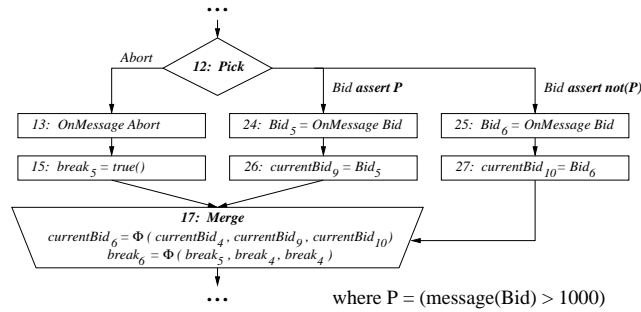 ...
Abort
12: Pick
Bid assert P
Bid assert not(P)
13: OnMessage Abort
24: Bid₅ = OnMessage Bid
25: Bid₆ = OnMessage Bid
15: break₅ = true()
26: currentBid₉ = Bid₅
27: currentBid₁₀ = Bid₆
17: Merge
currentBid₆ = Φ ( currentBid₄ , currentBid₉ , currentBid₁₀)
break₆ = Φ ( break₅ , break₄ , break₄ )
...
where P = (message(Bid) > 1000)